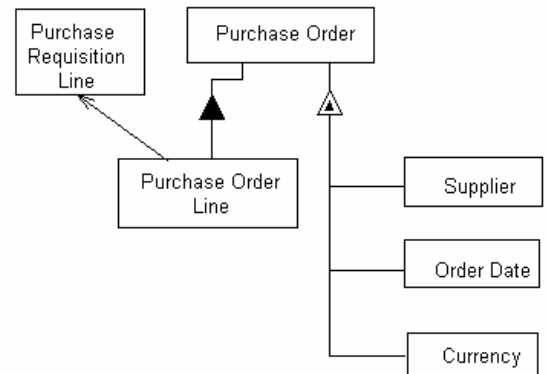 Purchase
Requisition
Line
Purchase Order
Purchase Order
Line
Supplier
Order Date
Currency